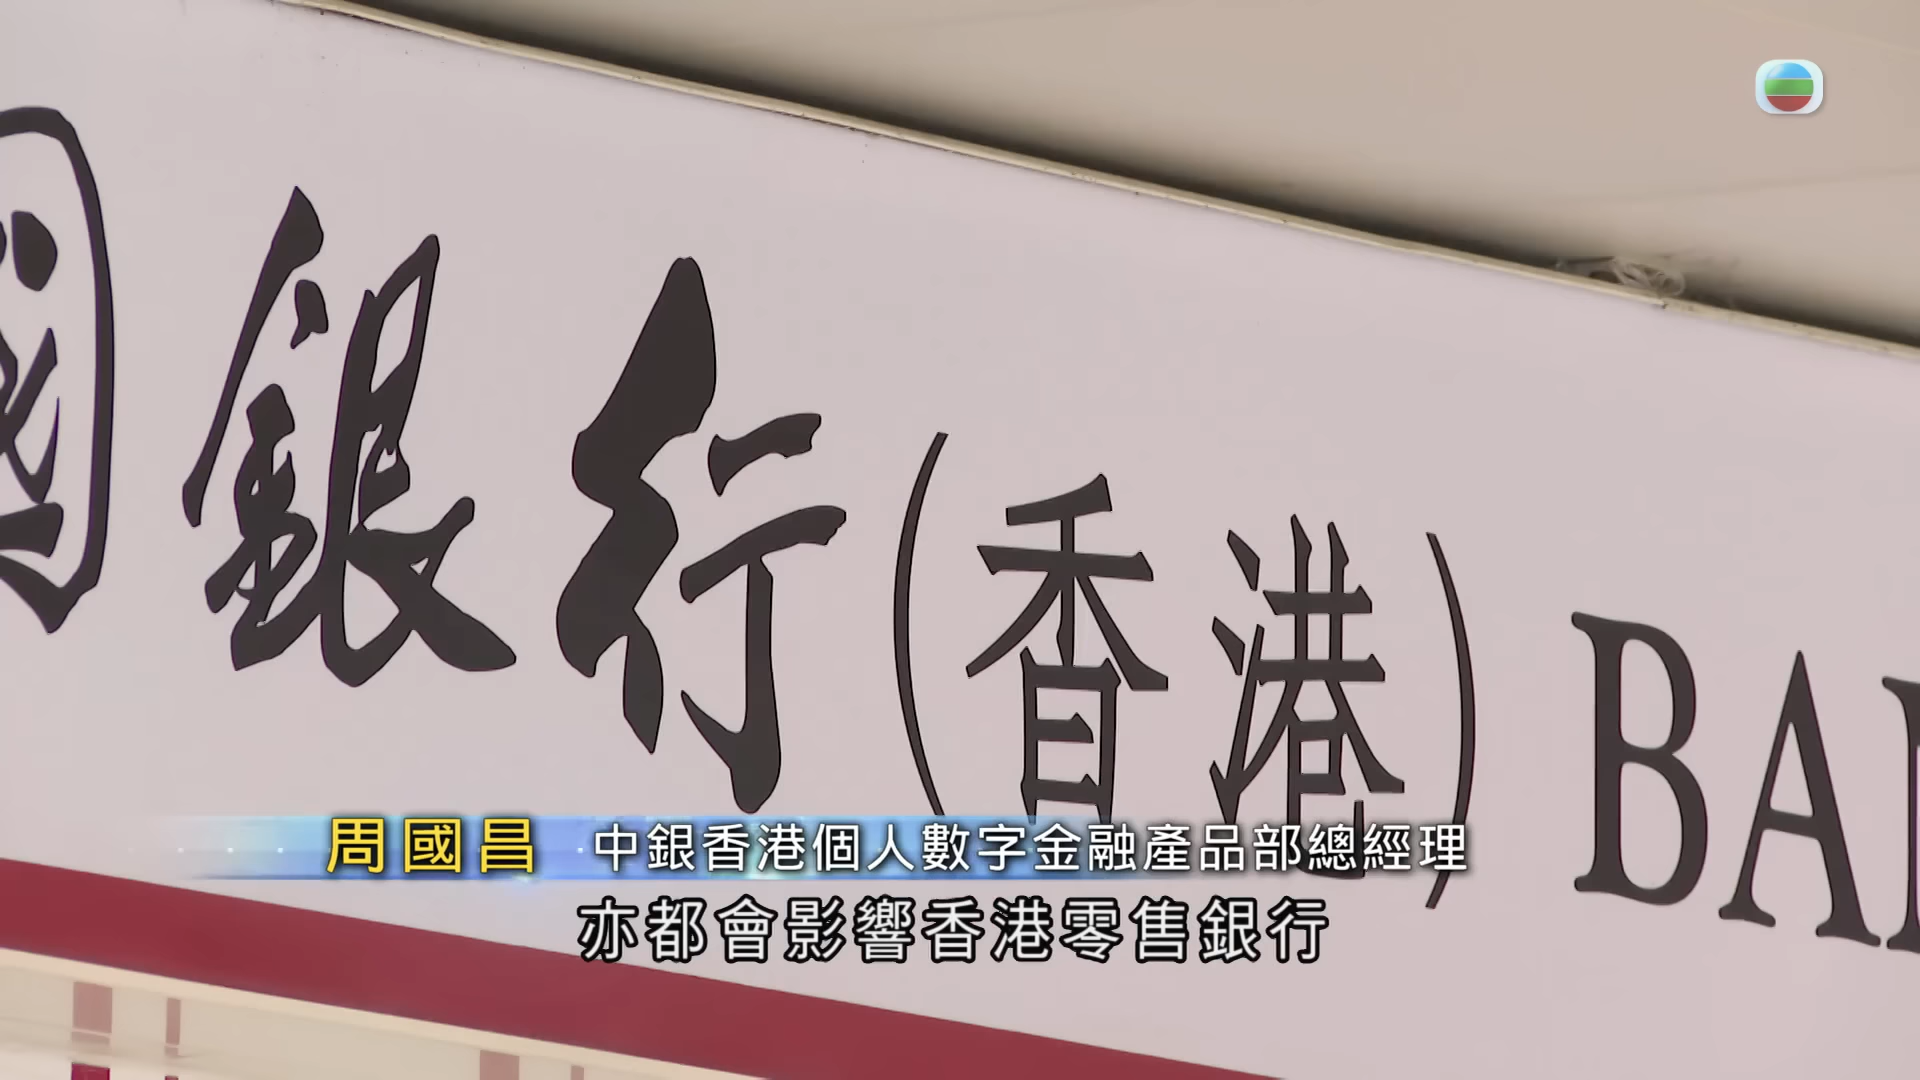 國銀行(香港) BA
周國昌 中銀香港個人數字金融產品部總經理
亦都會影響香港零售銀行